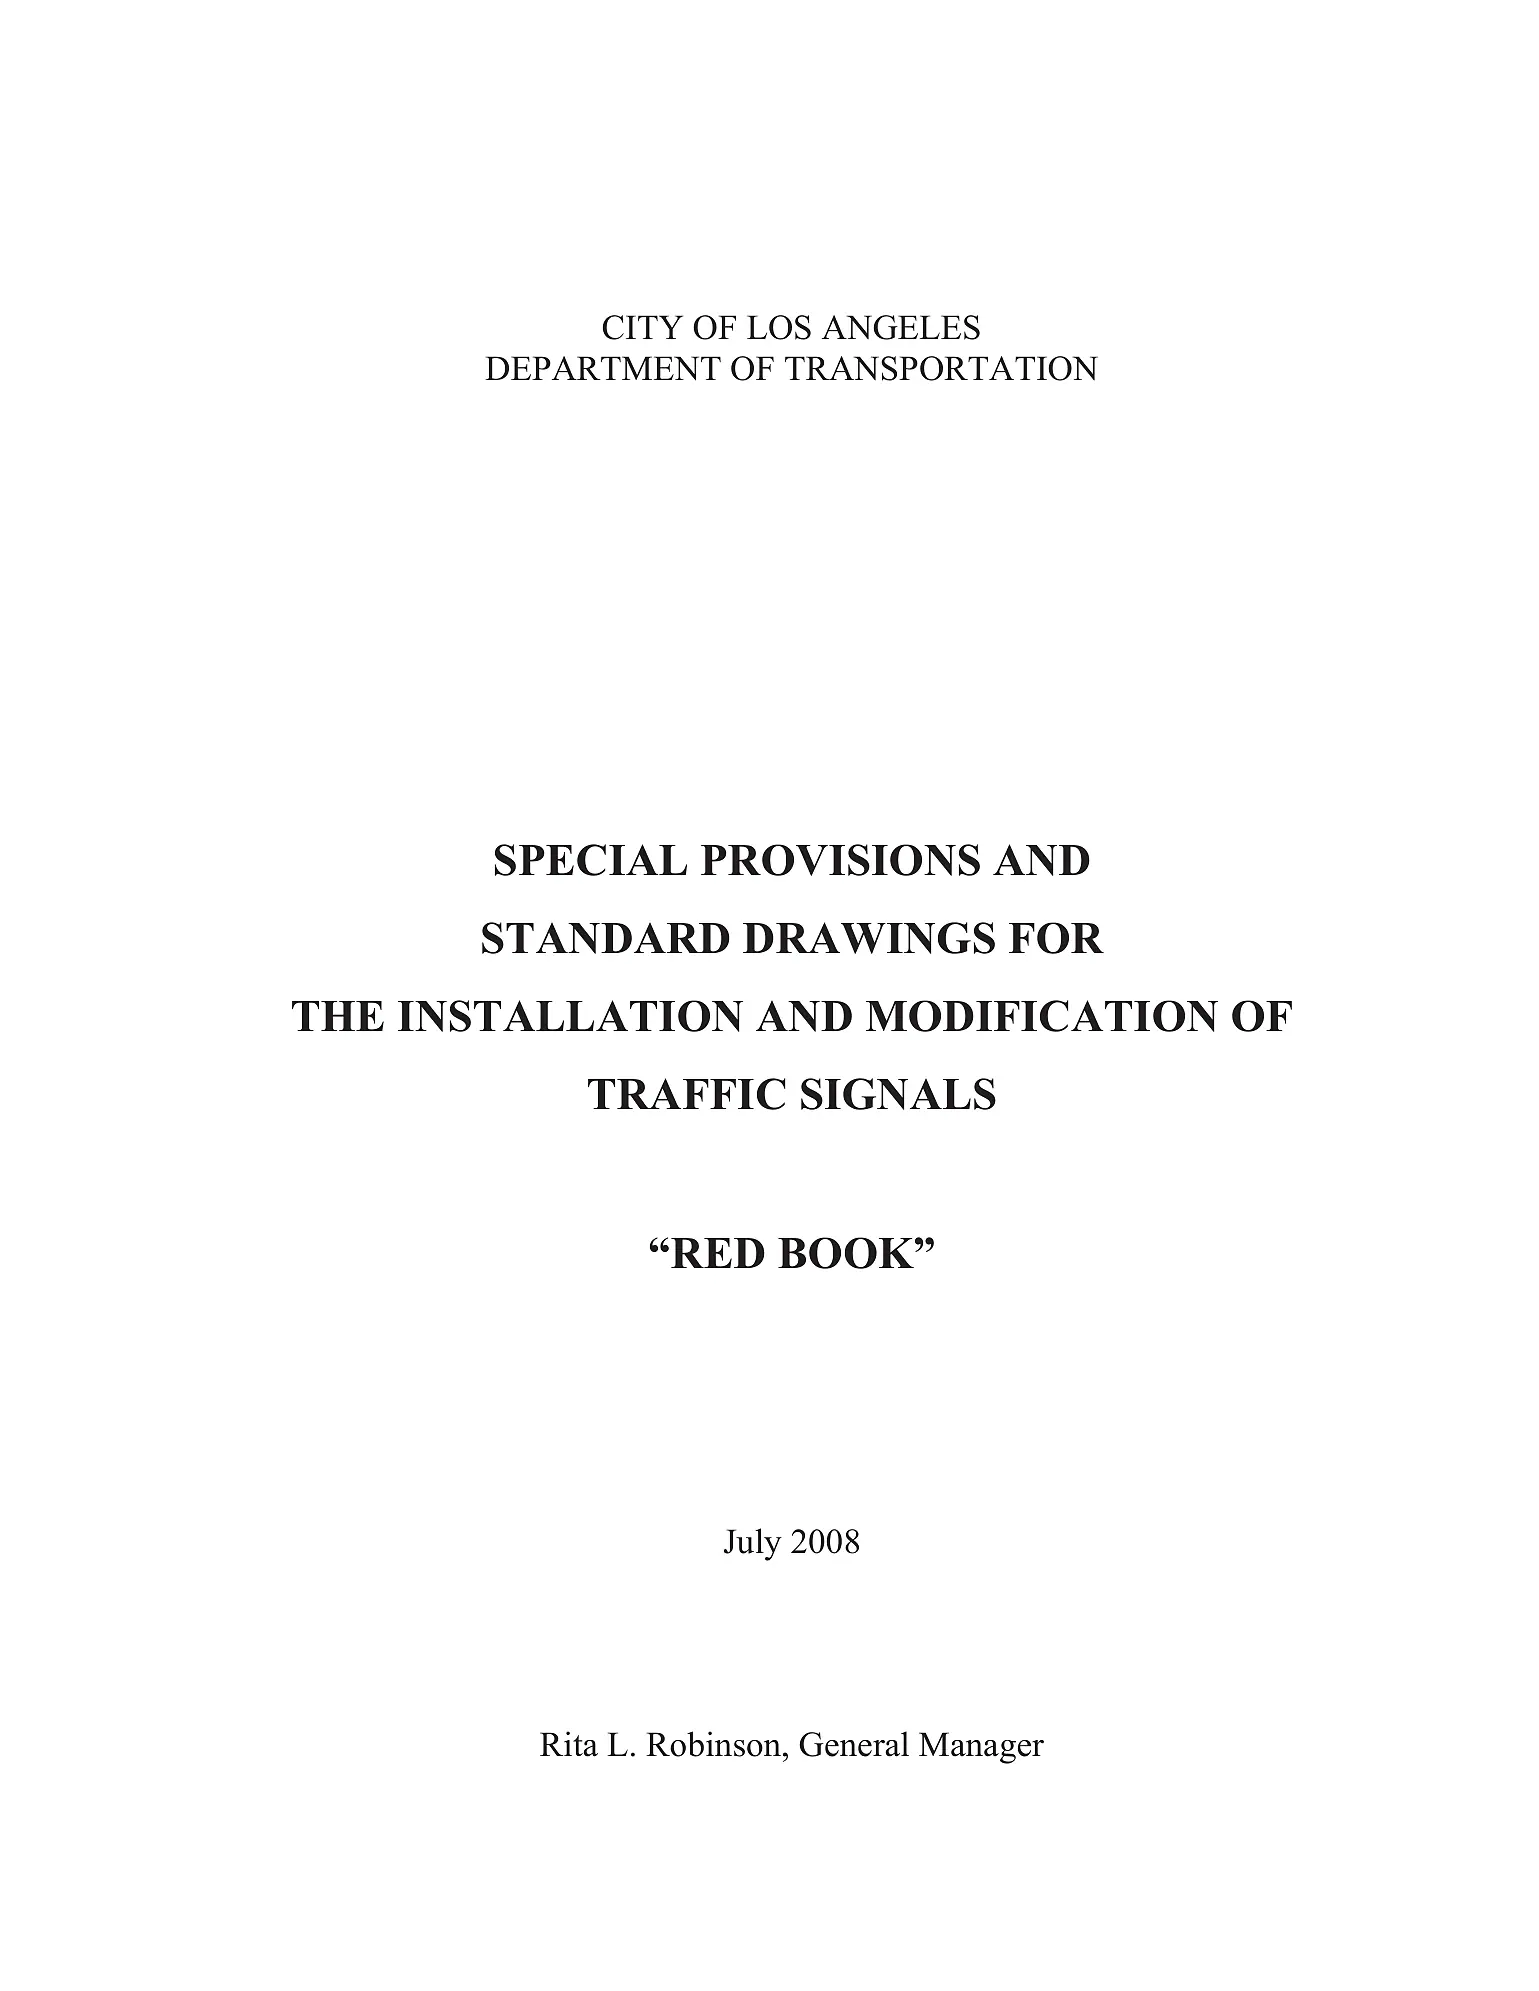 CITY OF LOS ANGELES
DEPARTMENT OF TRANSPORTATION
SPECIAL PROVISIONS AND
STANDARD DRAWINGS FOR
THE INSTALLATION AND MODIFICATION OF
TRAFFIC SIGNALS
“RED BOOK”
July 2008
Rita L. Robinson, General Manager